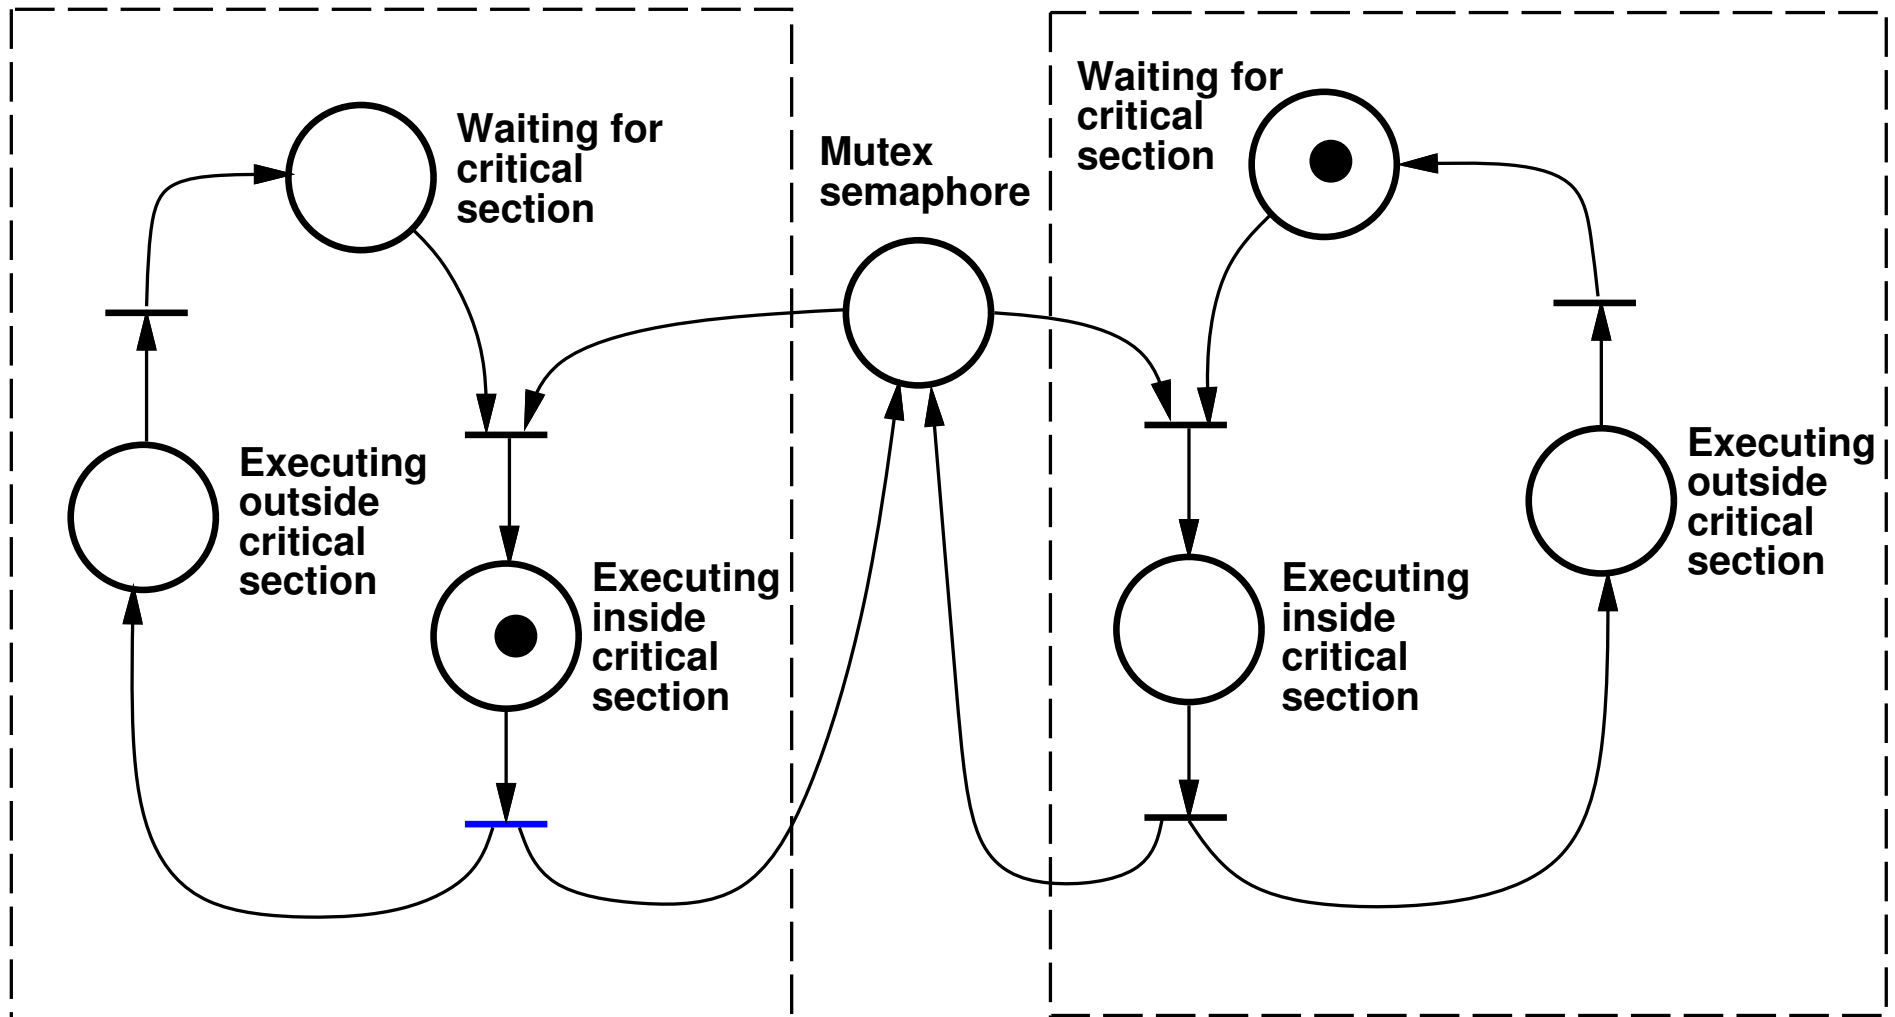 Waiting for
critical
section
Mutex
semaphore
Waiting for
critical
section
Executing
outside
critical
section
Executing
inside
critical
section
Executing
inside
critical
section
Executing
outside
critical
section